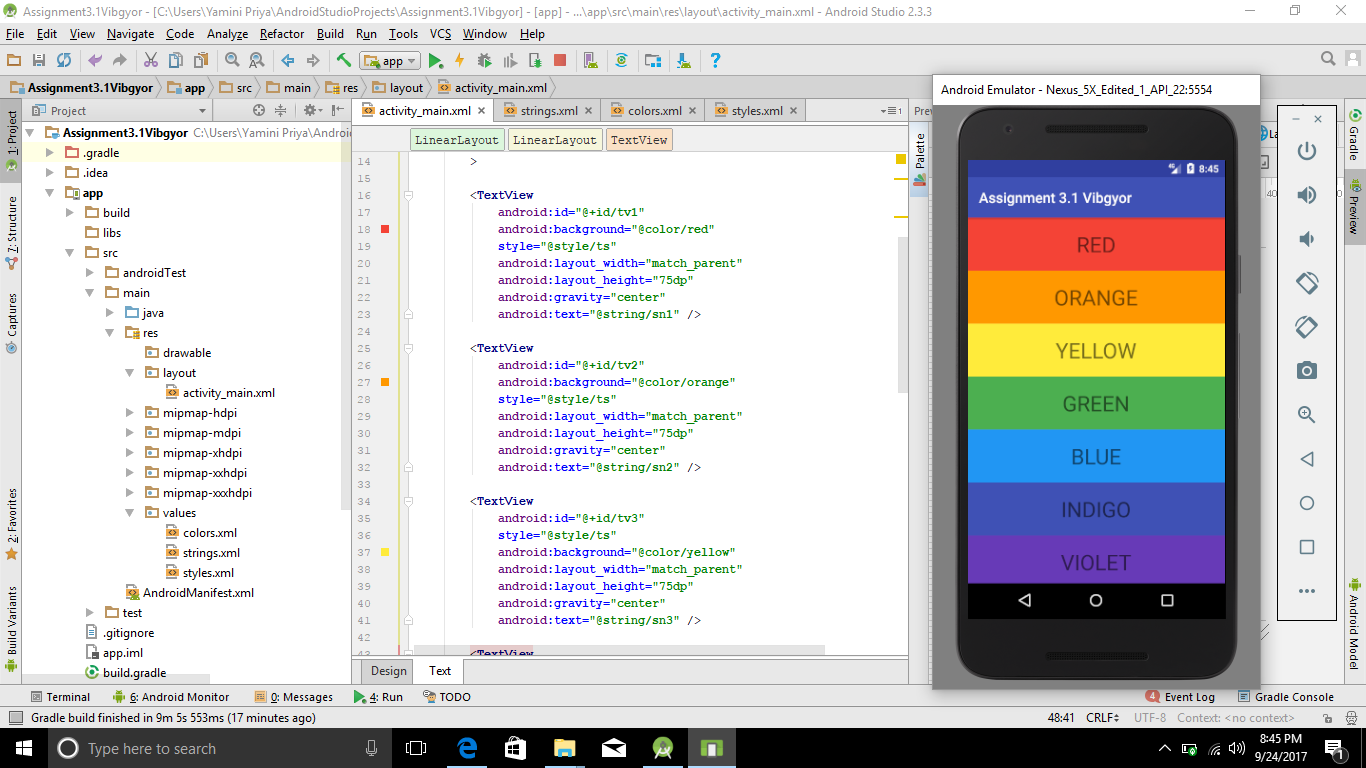 Assignment3.1Vibgyor - [C:\Users\Yamini Priya\AndroidStudioProjects\Assignment3.1Vibgyor] - [app] - ...\app\src\main\res\layout\activity_main.xml - Android Studio 2.3.3
File Edit View Navigate Code Analyze Refactor Build Run Tools VCS Window Help
app
Assignment3.1Vibgyor app src main res layout activity_main.xml
1: Project
7: Structure
Captures
2: Favorites
Build Variants
Project
Assignment3.1Vibgyor C:\Users\Yamini Priya\Androi
.gradle
.idea
app
build
libs
src
androidTest
main
java
res
drawable
layout
activity_main.xml
mipmap-hdpi
mipmap-mdpi
mipmap-xhdpi
mipmap-xxhdpi
mipmap-xxxhdpi
values
colors.xml
strings.xml
styles.xml
AndroidManifest.xml
test
.gitignore
app.iml
build.gradle
activity_main.xml strings.xml colors.xml styles.xml
LinearLayout LinearLayout TextView
14 >
15
16 <TextView
17 android:id="@+id/tv1"
18 android:background="@color/red"
19 style="@style/ts"
20 android:layout_width="match_parent"
21 android:layout_height="75dp"
22 android:gravity="center"
23 android:text="@string/sn1" />
24
25 <TextView
26 android:id="@+id/tv2"
27 android:background="@color/orange"
28 style="@style/ts"
29 android:layout_width="match_parent"
30 android:layout_height="75dp"
31 android:gravity="center"
32 android:text="@string/sn2" />
33
34 <TextView
35 android:id="@+id/tv3"
36 style="@style/ts"
37 android:background="@color/yellow"
38 android:layout_width="match_parent"
39 android:layout_height="75dp"
40 android:gravity="center"
41 android:text="@string/sn3" />
42
43 <TextView
Design Text
Palette
Android Emulator - Nexus_5X_Edited_1_API_22:5554
8:45
Assignment 3.1 Vibgyor
RED
ORANGE
YELLOW
GREEN
BLUE
INDIGO
VIOLET
Gradle
Preview
Android Model
Terminal 6: Android Monitor 0: Messages 4: Run TODO 4 Event Log Gradle Console
Gradle build finished in 9m 5s 553ms (17 minutes ago) 48:41 CRLF UTF-8 Context: <no context>
Type here to search
8:45 PM
9/24/2017
1